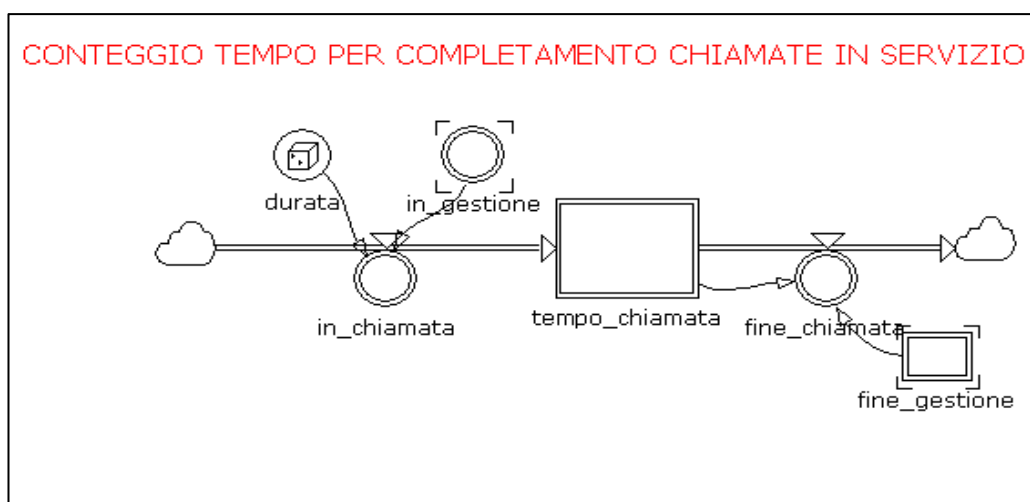 CONTEGGIO TEMPO PER COMPLETAMENTO CHIAMATE IN SERVIZIO
durata
in_gestione
in_chiamata
tempo_chiamata
fine_chiamata
fine_gestione